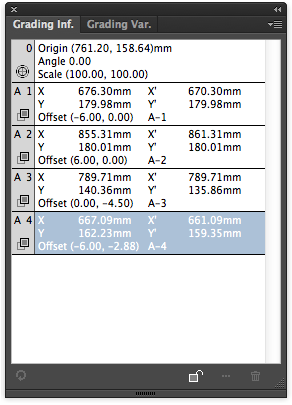 Grading Inf. Grading Var.
0 Origin (761.20, 158.64)mm
Angle 0.00
Scale (100.00, 100.00)
A 1 X 676.30mm X' 670.30mm
Y 179.98mm Y' 179.98mm
Offset (-6.00, 0.00) A-1
A 2 X 855.31mm X' 861.31mm
Y 180.01mm Y' 180.01mm
Offset (6.00, 0.00) A-2
A 3 X 789.71mm X' 789.71mm
Y 140.36mm Y' 135.86mm
Offset (0.00, -4.50) A-3
A 4 X 667.09mm X' 661.09mm
Y 162.23mm Y' 159.35mm
Offset (-6.00, -2.88) A-4